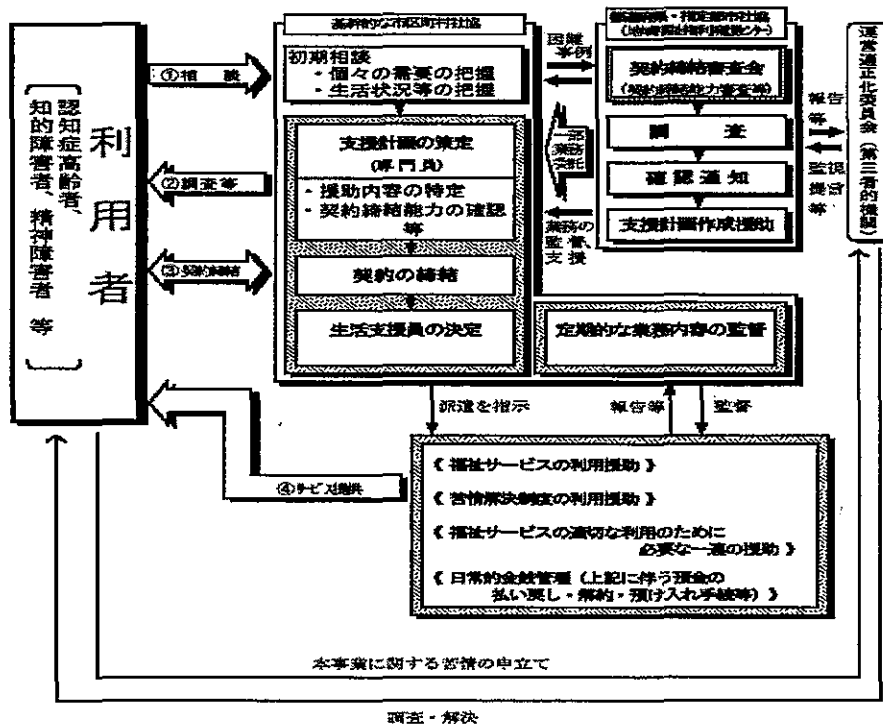 基幹的な市区町村社協
都道府県・指定都市社協
初期相談
・個々の需要の把握
・生活状況等の把握
①相談
困難
事例
契約締結審査会
(契約締結能力審査等)
報告
等
運営適正化委員会(第三者的機関)
利用者
認知症高齢者、
知的障害者、精神障害者 等
支援計画の策定
(専門員)
一部
業務
委託
調査
②調査等
・援助内容の特定
・契約締結能力の確認
等
確認通知
監視
提言
等
業務の
監督、
支援
支援計画作成援助
③契約締結
契約の締結
生活支援員の決定
定期的な業務内容の監督
派遣を指示
報告等
監督
④サービス提供
《 福祉サービスの利用援助 》
《 苦情解決制度の利用援助 》
《 福祉サービスの適切な利用のために
必要な一連の援助 》
《 日常的金銭管理(上記に伴う預金の
払い戻し・解約・預け入れ手続等) 》
本事業に関する苦情の申立て
調査・解決